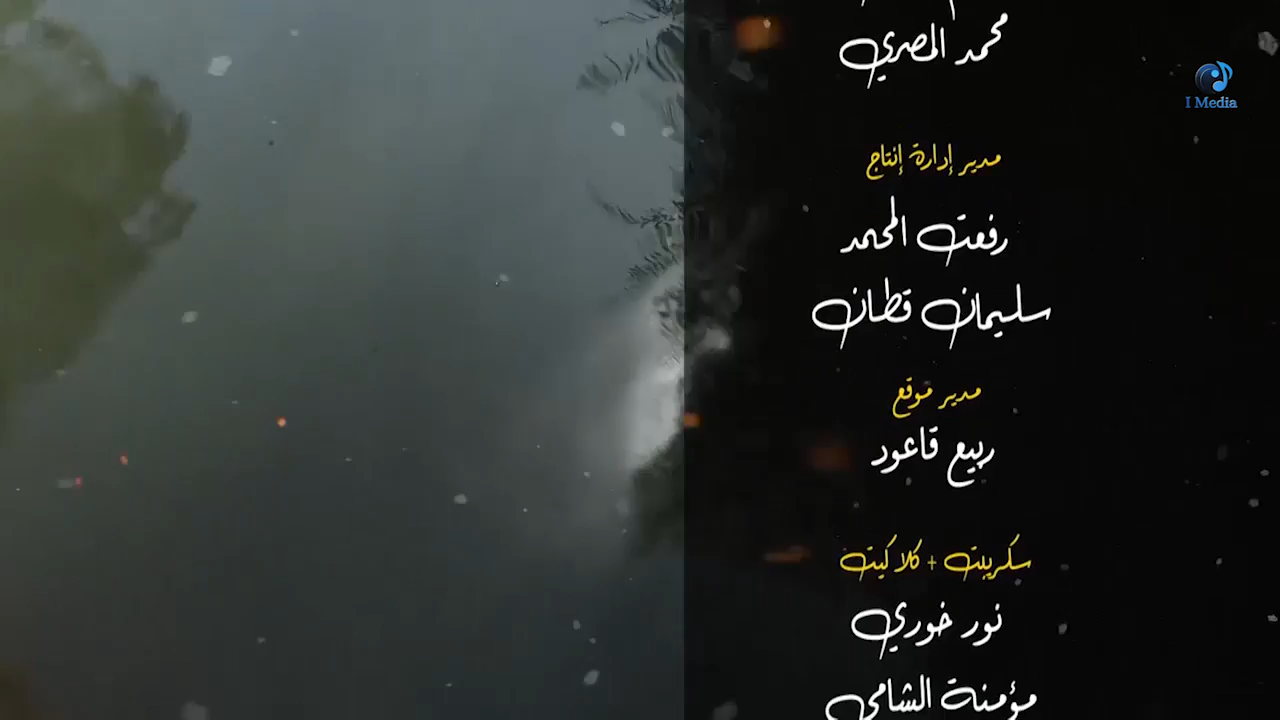 محمد المصري
I Media
مدير إدارة إنتاج
رفعت المحمد
سليمان قطان
مدير موقع
ربيع قاعود
سكريبت + كلاكيت
نور خوري
مؤمنة الشامي